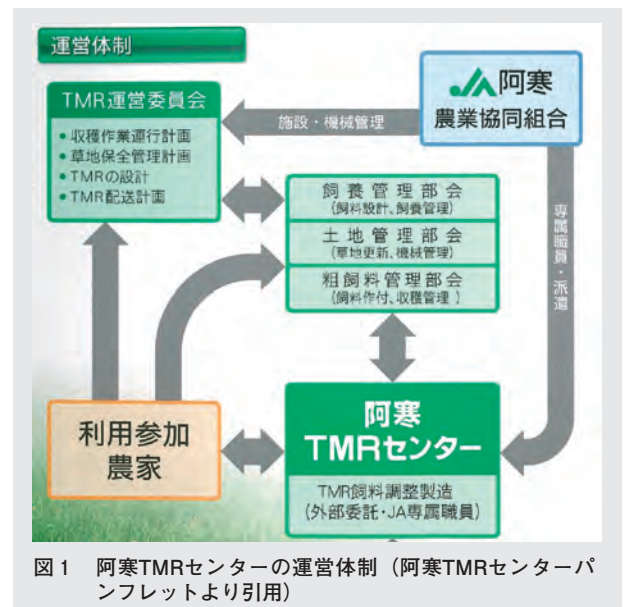 運営体制
TMR運営委員会
• 収穫作業運行計画
• 草地保全管理計画
• TMRの設計
• TMR配送計画
JA阿寒
農業協同組合
施設・機械管理
専属職員・派遣
飼養管理部会
(飼料設計、飼養管理)
土地管理部会
(草地更新、機械管理)
粗飼料管理部会
(飼料作付、収穫管理 )
利用参加
農家
阿寒
TMRセンター
TMR飼料調整製造
(外部委託・JA専属職員)
図1 阿寒TMRセンターの運営体制（阿寒TMRセンターパ
ンフレットより引用）